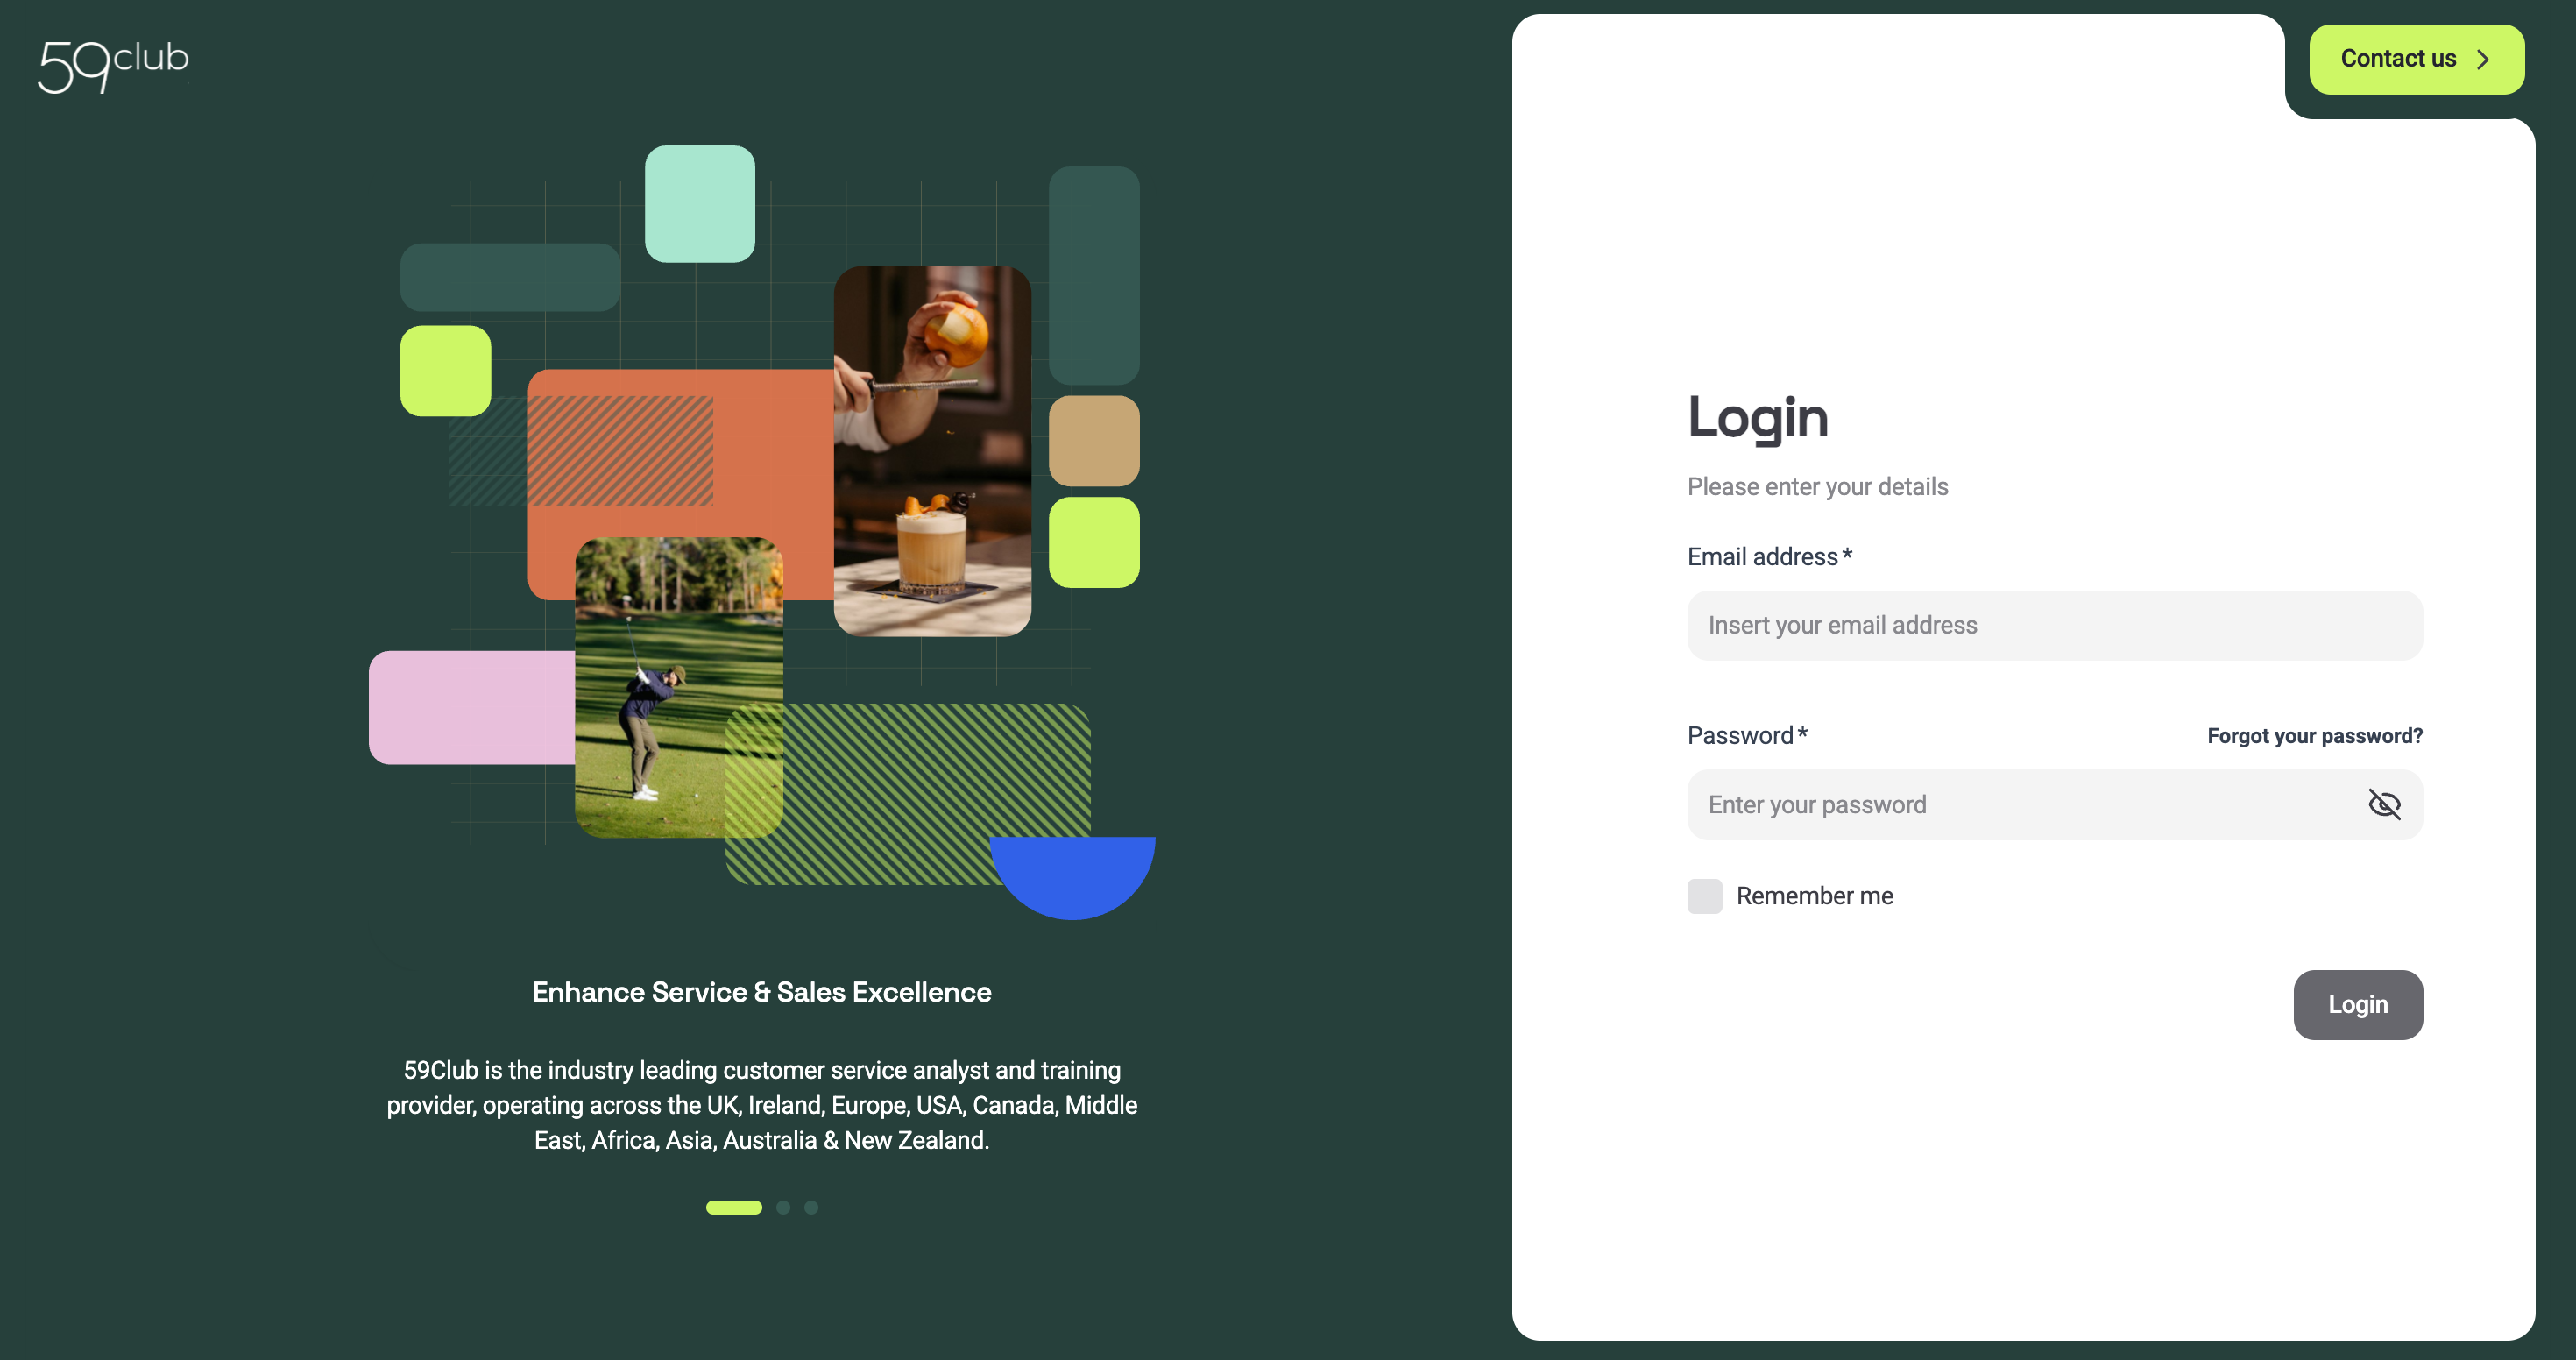 59club
Contact us
Enhance Service & Sales Excellence
59Club is the industry leading customer service analyst and training
provider, operating across the UK, Ireland, Europe, USA, Canada, Middle
East, Africa, Asia, Australia & New Zealand.
Login
Please enter your details
Email address*
Insert your email address
Password*
Forgot your password?
Enter your password
Remember me
Login